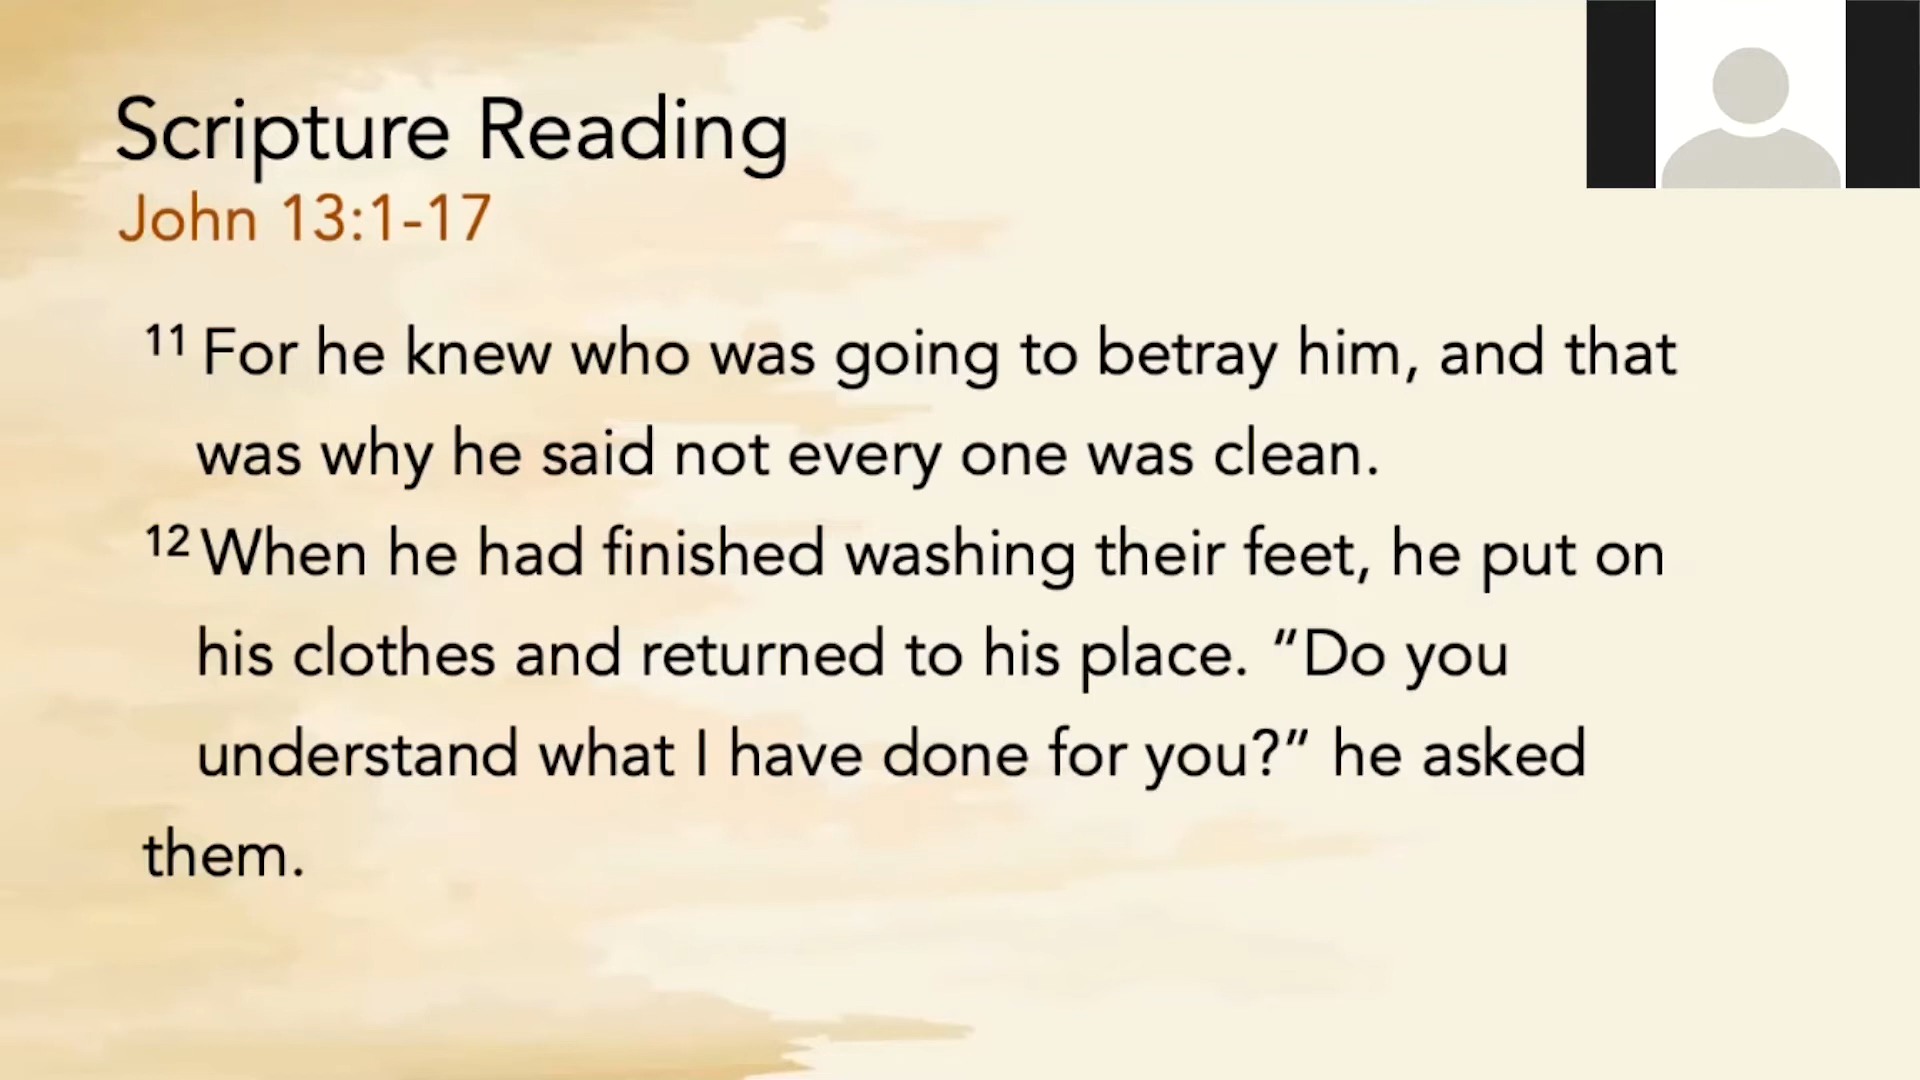 Scripture Reading
John 13:1-17
11 For he knew who was going to betray him, and that
was why he said not every one was clean.
12 When he had finished washing their feet, he put on
his clothes and returned to his place. “Do you
understand what I have done for you?” he asked
them.